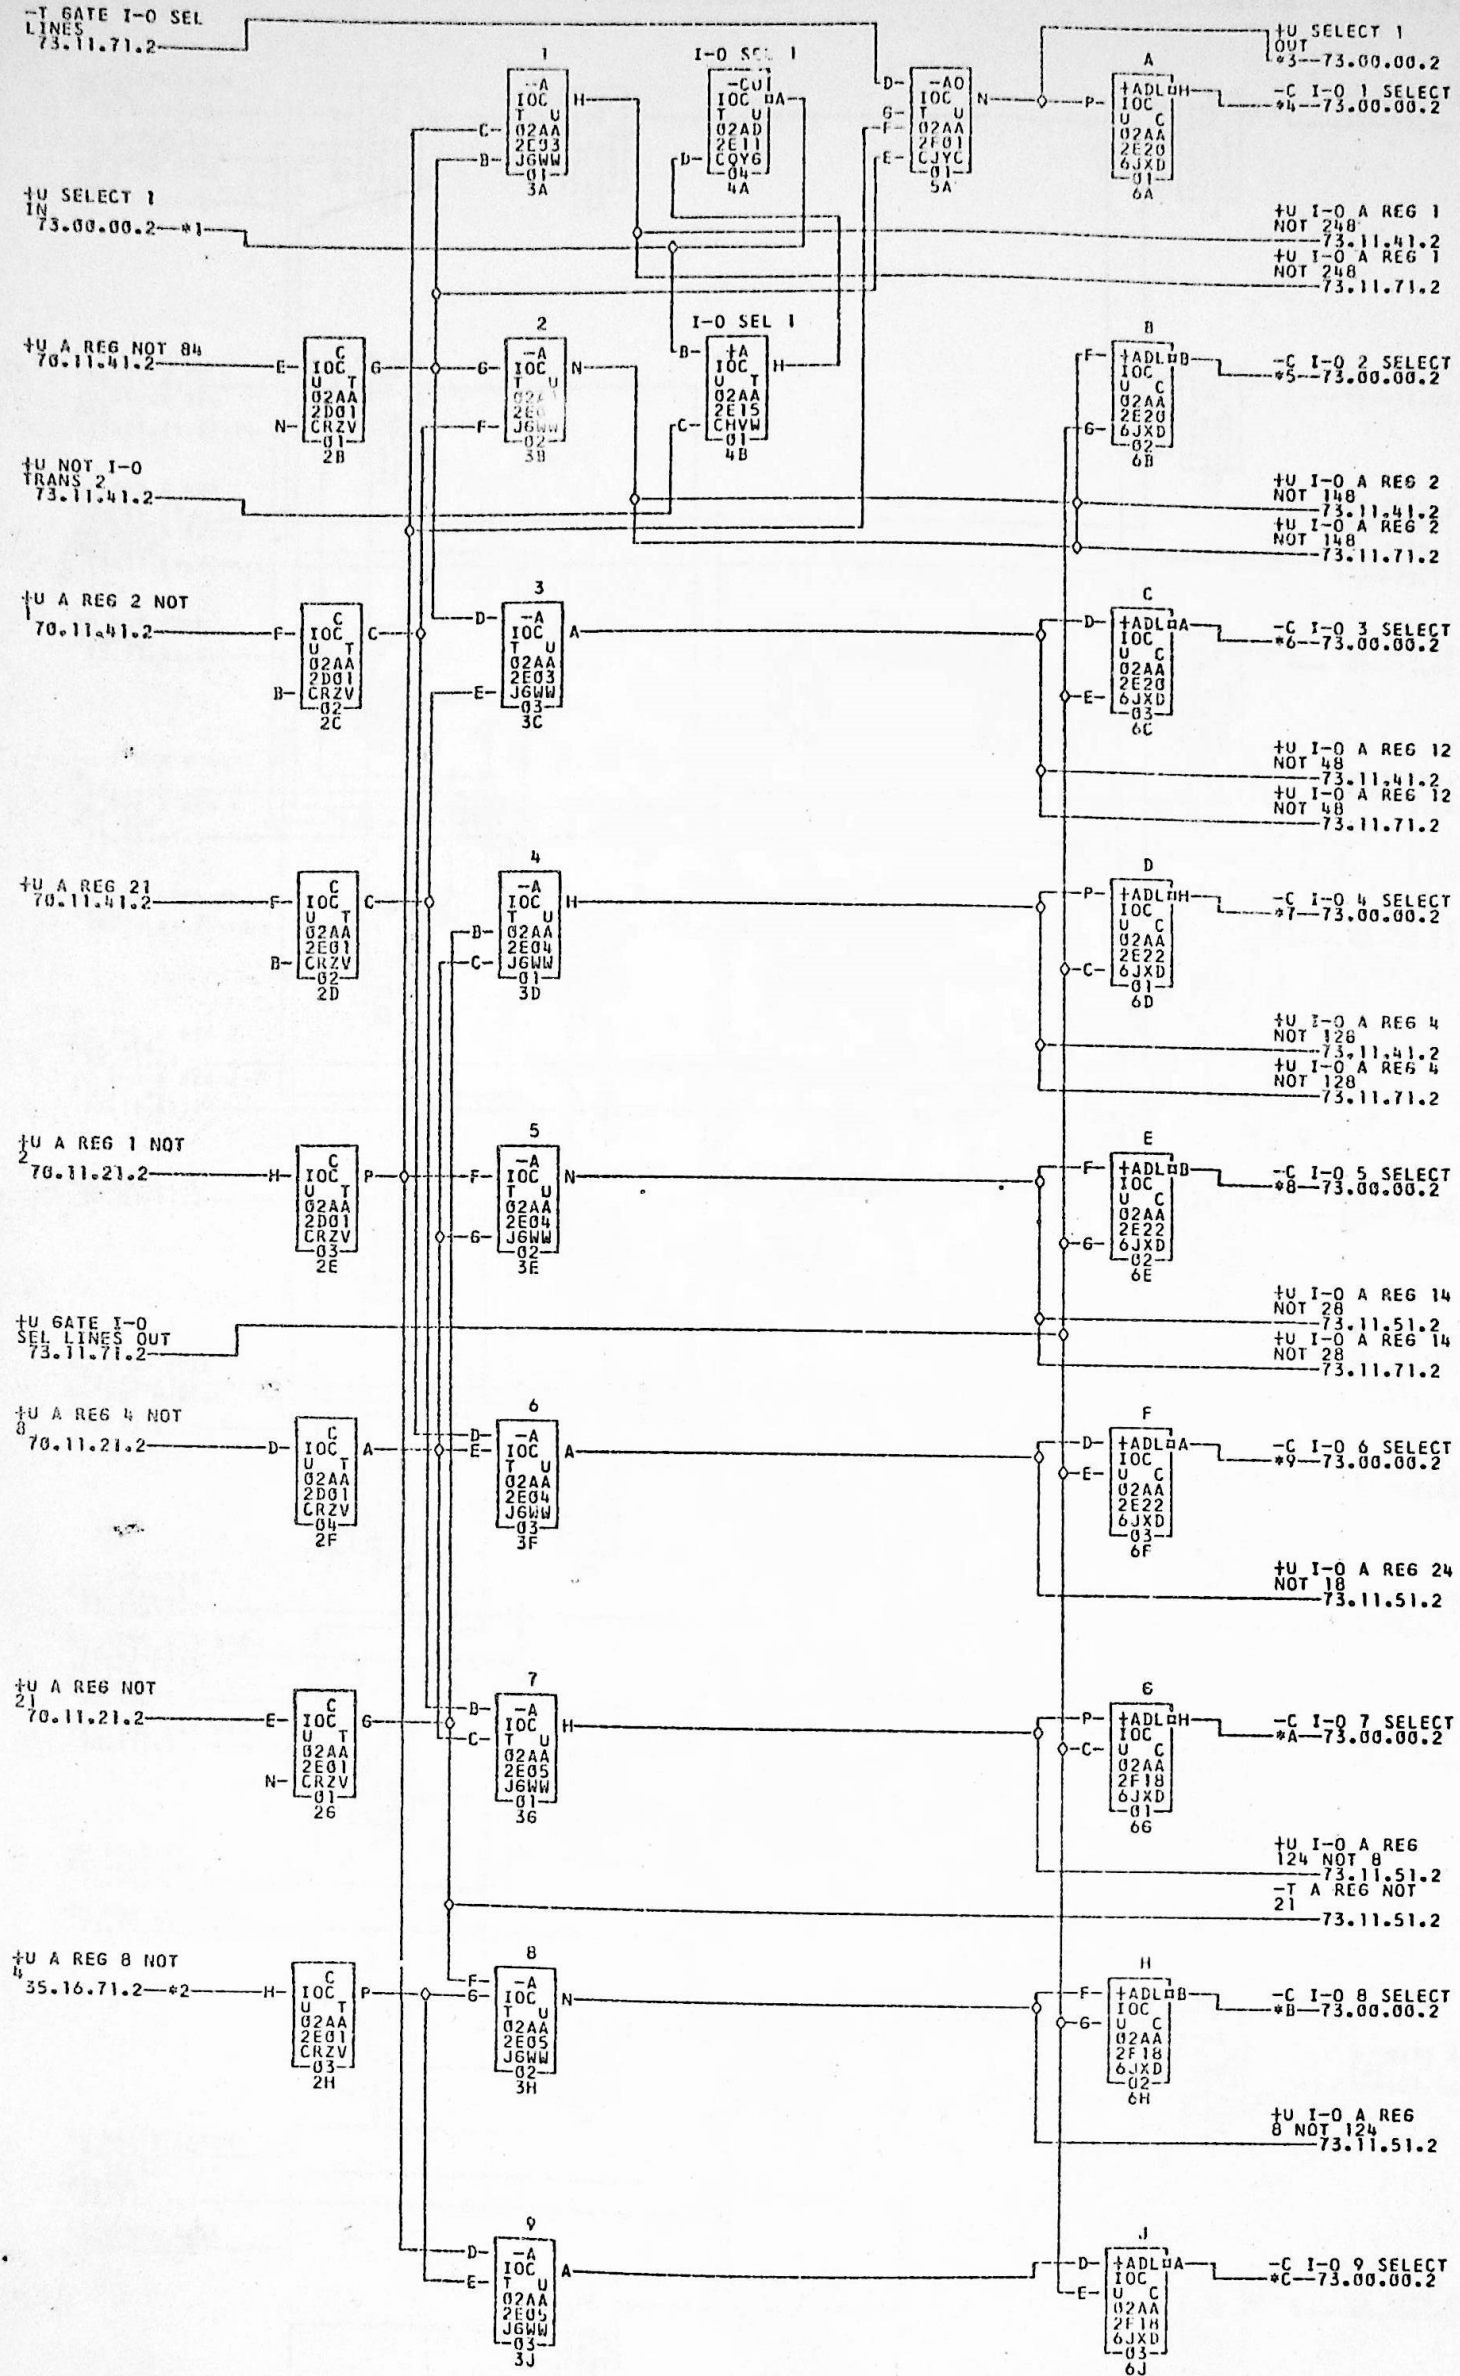 -T GATE I-O SEL
LINES
73.11.71.2
+U SELECT 1
OUT
*3--73.00.00.2
1
-A
IOC
T U
02AA
2E03
JGWW
01
3A
H
C
B
I-O SEL 1
IOC
T U
02AD
2E11
CQYG
04
4A
A
D
-AO
IOC
T U
02AA
2F01
CJYC
01
5A
D
G
F
E
N
A
+ADL
IOC
U C
02AA
2E20
6JXD
01
6A
P
H
-C I-O 1 SELECT
*4--73.00.00.2
+U SELECT 1
IN
73.00.00.2--*1
+U I-O A REG 1
NOT 248
73.11.41.2
+U I-O A REG 1
NOT 248
73.11.71.2
+U A REG NOT 84
70.11.41.2
E
N
C
IOC
U T
02AA
2D01
CRZV
01
2B
G
2
G
F
-A
IOC
T U
JGWW
02
3B
N
I-O SEL 1
B
C
+A
IOC
U T
02AA
2E15
CHVW
01
4B
H
B
F
G
+ADL
IOC
U C
02AA
2E20
6JXD
02
6B
B
-C I-O 2 SELECT
*5--73.00.00.2
+U NOT I-O
TRANS 2
73.11.41.2
+U I-O A REG 2
NOT 148
73.11.41.2
+U I-O A REG 2
NOT 148
73.11.71.2
+U A REG 2 NOT
1
70.11.41.2
F
B
C
IOC
U T
02AA
2D01
CRZV
02
2C
C
3
D
E
-A
IOC
T U
02AA
2E03
JGWW
03
3C
A
C
D
E
+ADL
IOC
U C
02AA
2E20
6JXD
03
6C
A
-C I-O 3 SELECT
*6--73.00.00.2
+U I-O A REG 12
NOT 48
73.11.41.2
+U I-O A REG 12
NOT 48
73.11.71.2
+U A REG 21
70.11.41.2
F
B
C
IOC
U T
02AA
2E01
CRZV
02
2D
C
4
B
C
-A
IOC
T U
02AA
2E04
JGWW
01
3D
H
D
P
C
+ADL
IOC
U C
02AA
2E22
6JXD
01
6D
H
-C I-O 4 SELECT
*7--73.00.00.2
+U I-O A REG 4
NOT 128
73.11.41.2
+U I-O A REG 4
NOT 128
73.11.71.2
+U A REG 1 NOT
2
70.11.21.2
H
C
IOC
U T
02AA
2D01
CRZV
03
2E
P
5
F
G
-A
IOC
T U
02AA
2E04
JGWW
02
3E
N
E
F
G
+ADL
IOC
U C
02AA
2E22
6JXD
02
6E
B
-C I-O 5 SELECT
*8--73.00.00.2
+U GATE I-O
SEL LINES OUT
73.11.71.2
+U I-O A REG 14
NOT 28
73.11.51.2
+U I-O A REG 14
NOT 28
73.11.71.2
+U A REG 4 NOT
8
70.11.21.2
D
C
IOC
U T
02AA
2D01
CRZV
04
2F
A
6
D
E
-A
IOC
T U
02AA
2E04
JGWW
03
3F
A
F
D
E
+ADL
IOC
U C
02AA
2E22
6JXD
03
6F
A
-C I-O 6 SELECT
*9--73.00.00.2
+U I-O A REG 24
NOT 18
73.11.51.2
+U A REG NOT
21
70.11.21.2
E
N
C
IOC
U T
02AA
2E01
CRZV
01
2G
G
7
B
C
-A
IOC
T U
02AA
2E05
JGWW
01
3G
H
G
P
C
+ADL
IOC
U C
02AA
2F18
6JXD
01
6G
H
-C I-O 7 SELECT
*A--73.00.00.2
+U I-O A REG
124 NOT 8
73.11.51.2
-T A REG NOT
21
73.11.51.2
+U A REG 8 NOT
4
35.16.71.2--*2
H
C
IOC
U T
02AA
2E01
CRZV
03
2H
P
8
F
G
-A
IOC
T U
02AA
2E05
JGWW
02
3H
N
H
F
G
+ADL
IOC
U C
02AA
2F18
6JXD
02
6H
B
-C I-O 8 SELECT
*B--73.00.00.2
+U I-O A REG
8 NOT 124
73.11.51.2
9
D
E
-A
IOC
T U
02AA
2E05
JGWW
03
3J
A
J
D
E
+ADL
IOC
U C
02AA
2F18
6JXD
03
6J
A
-C I-O 9 SELECT
*C--73.00.00.2